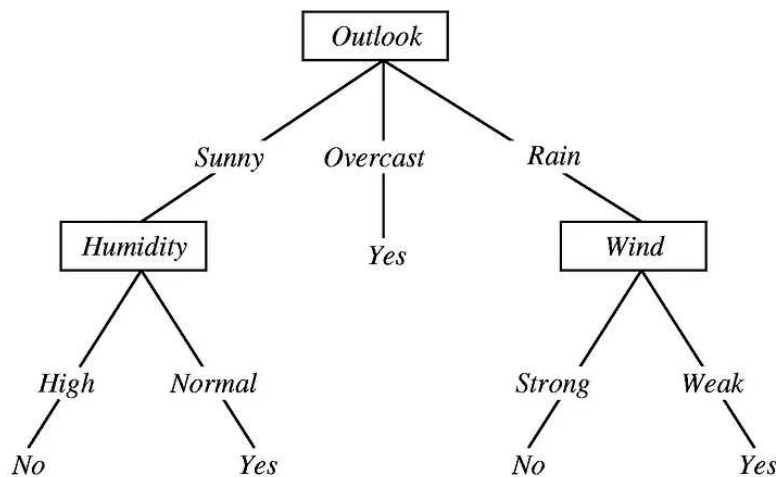 Outlook
Sunny Overcast Rain
Humidity Yes Wind
High Normal Strong Weak
No Yes No Yes